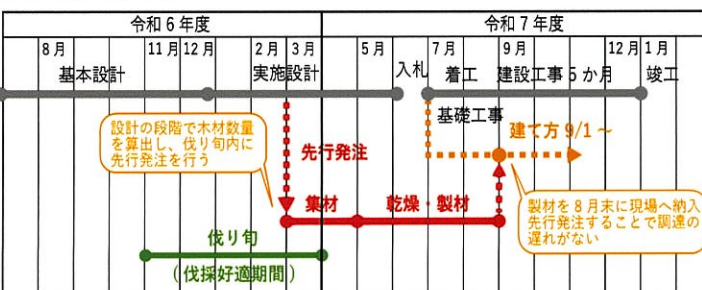 令和６年度
令和７年度
8月
11月
12月
2月
3月
5月
7月
9月
12月
1月
基本設計
実施設計
入札
着工
建設工事 5 か月
竣工
基礎工事
設計の段階で木材数量
を算出し、伐り旬内に
先行発注を行う
先行発注
建て方 9/1 ～
集材
乾燥・製材
製材を 8 月末に現場へ納入
先行発注することで調達の
遅れがない
伐り旬
（伐採好適期間）